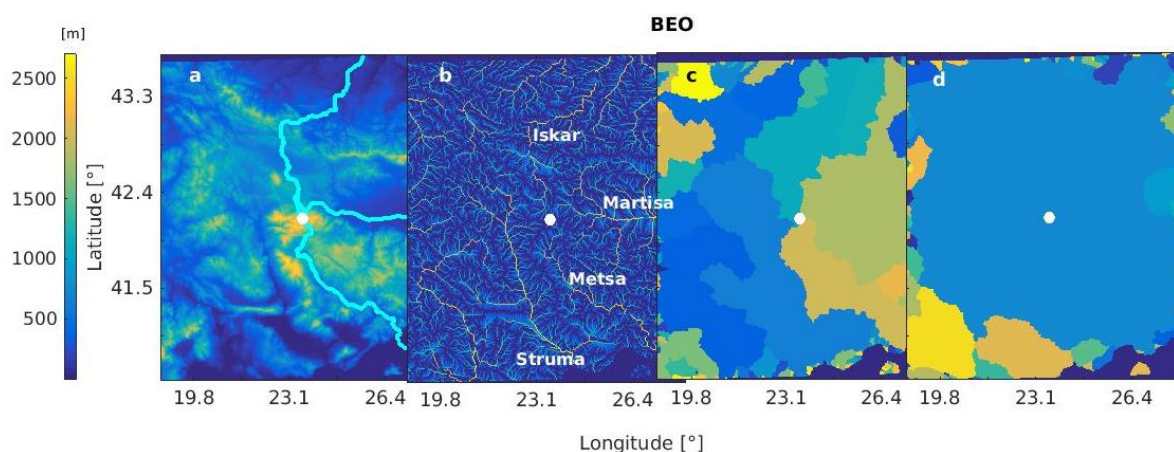 BEO
[m]
a b c d
2500
2000
1500
1000
500
Latitude [°]
43.3
42.4
41.5
Iskar
Martisa
Metsa
Struma
19.8 23.1 26.4 19.8 23.1 26.4 19.8 23.1 26.4 19.8 23.1 26.4
Longitude [°]